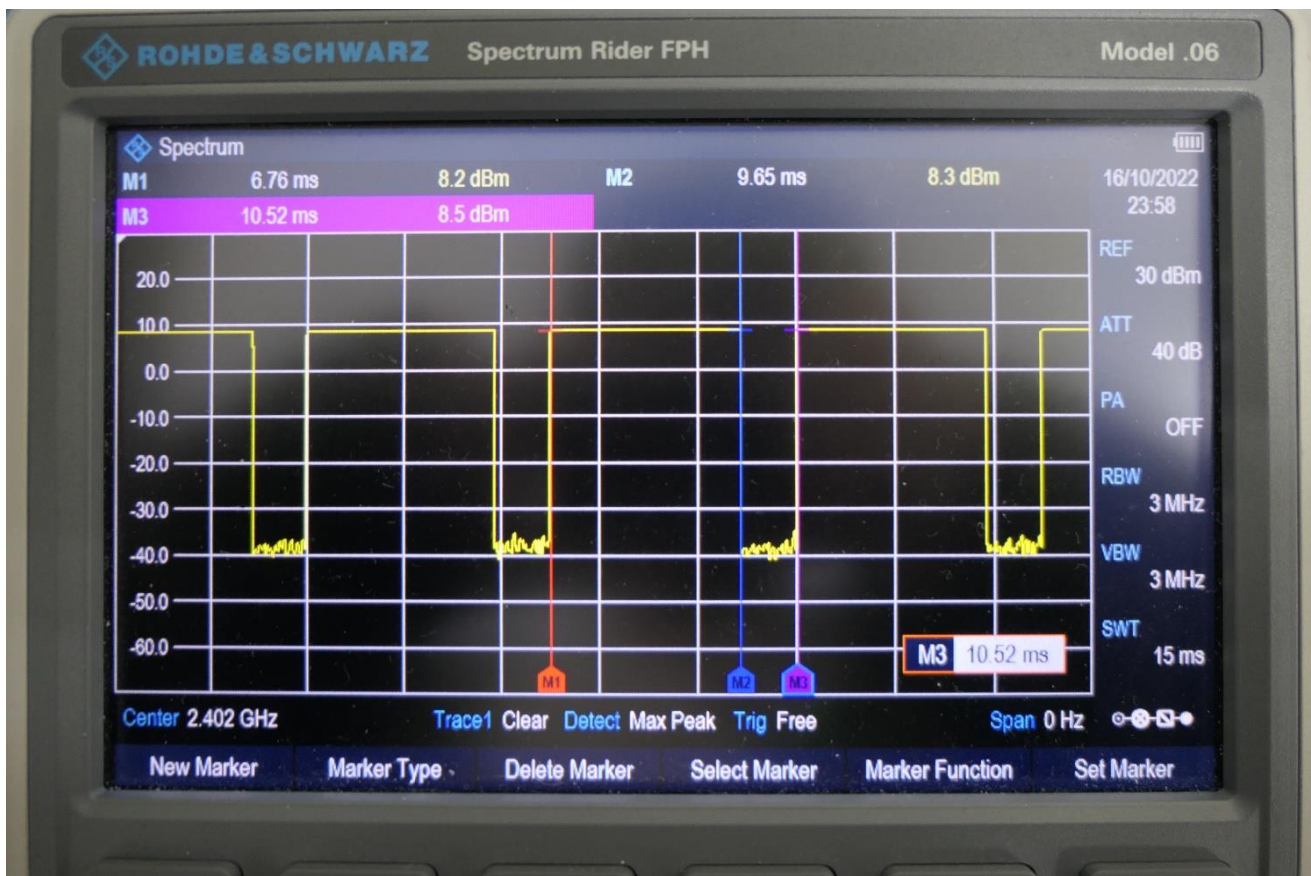 ROHDE & SCHWARZ Spectrum Rider FPH Model .06
Spectrum
M1 6.76 ms 8.2 dBm M2 9.65 ms 8.3 dBm 16/10/2022
M3 10.52 ms 8.5 dBm 23:58
REF
20.0 30 dBm
10.0 ATT
0.0 40 dB
-10.0 PA
OFF
-20.0 RBW
-30.0 3 MHz
-40.0 VBW
3 MHz
-50.0 SWT
-60.0 M3 10.52 ms 15 ms
M1 M2 M3
Center 2.402 GHz Trace1 Clear Detect Max Peak Trig Free Span 0 Hz
New Marker Marker Type Delete Marker Select Marker Marker Function Set Marker